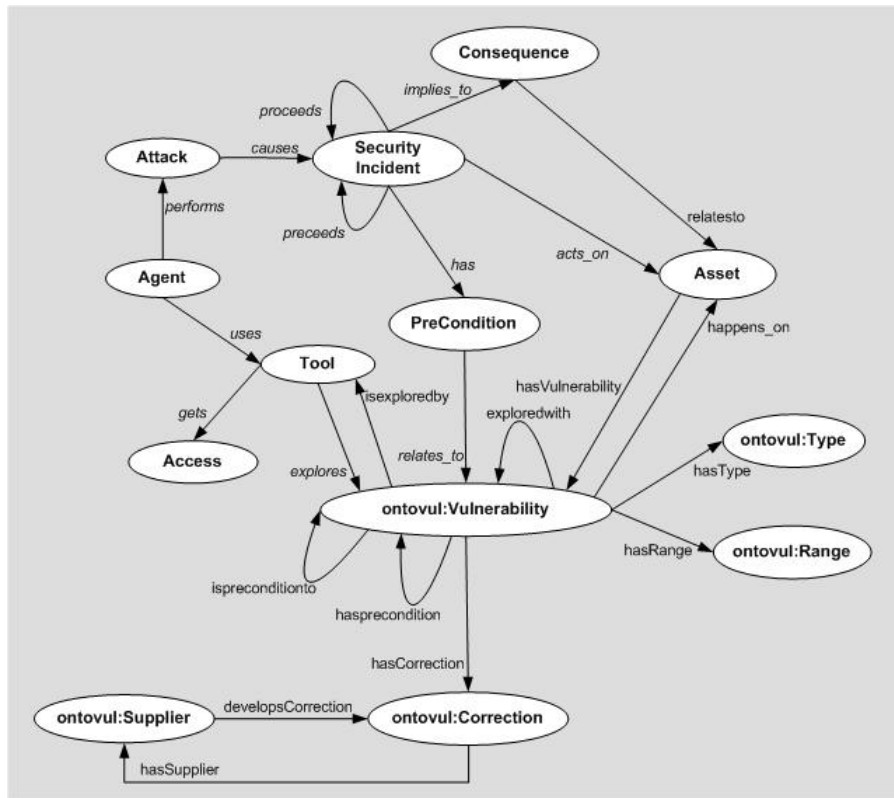 Consequence
proceeds
implies_to
Attack
causes
Security
Incident
performs
preceeds
relatesto
acts_on
has
Agent
Asset
uses
PreCondition
happens_on
Tool
isexploredby
hasVulnerability
exploredwith
gets
Access
explores
relates_to
ontovul:Type
hasType
ontovul:Vulnerability
hasRange
ontovul:Range
ispreconditionto
hasprecondition
hasCorrection
developsCorrection
ontovul:Supplier
ontovul:Correction
hasSupplier